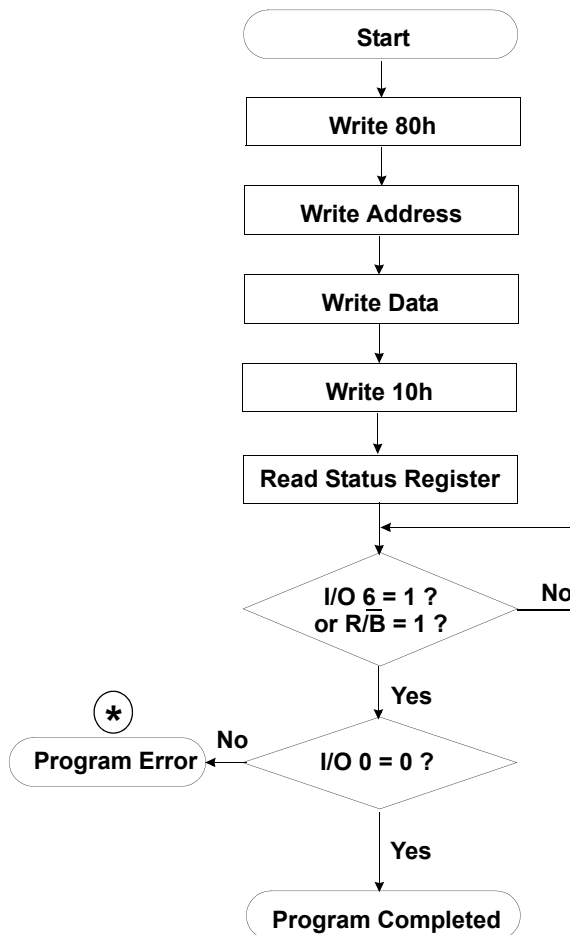 Start
Write 80h
Write Address
Write Data
Write 10h
Read Status Register
I/O 6 = 1 ?
or R/B̅ = 1 ?
No
Yes
*
Program Error
No
I/O 0 = 0 ?
Yes
Program Completed